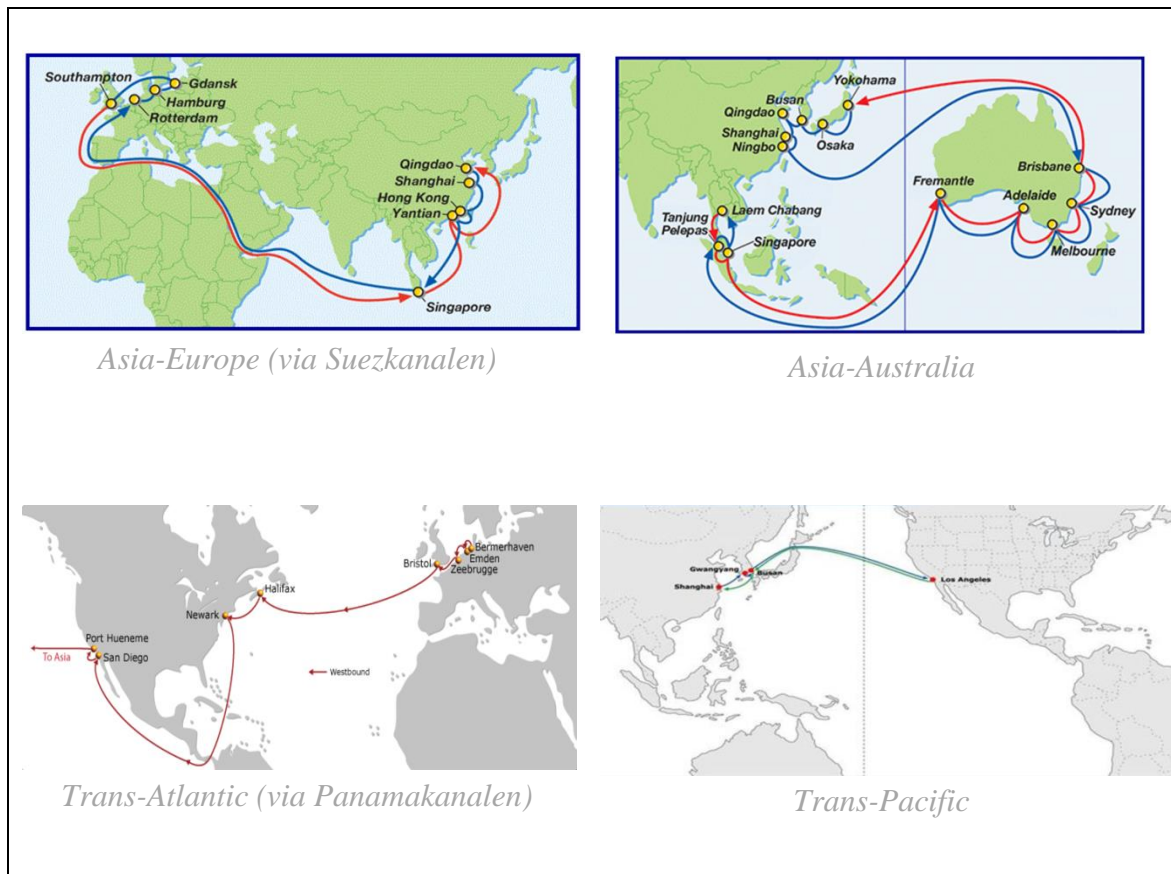 Southampton
Gdansk
Hamburg
Rotterdam
Qingdao
Shanghai
Hong Kong
Yantian
Singapore
Asia-Europe (via Suezkanalen)
Yokohama
Busan
Qingdao
Shanghai
Ningbo
Osaka
Brisbane
Fremantle
Adelaide
Tanjung
Pelepas
Laem Chabang
Sydney
Singapore
Melbourne
Asia-Australia
Bermerhaven
Emden
Bristol
Zeebrugge
Halifax
Newark
Port Hueneme
To Asia
San Diego
Westbound
Trans-Atlantic (via Panamakanalen)
Gwangyang
Busan
Shanghai
Los Angeles
Trans-Pacific